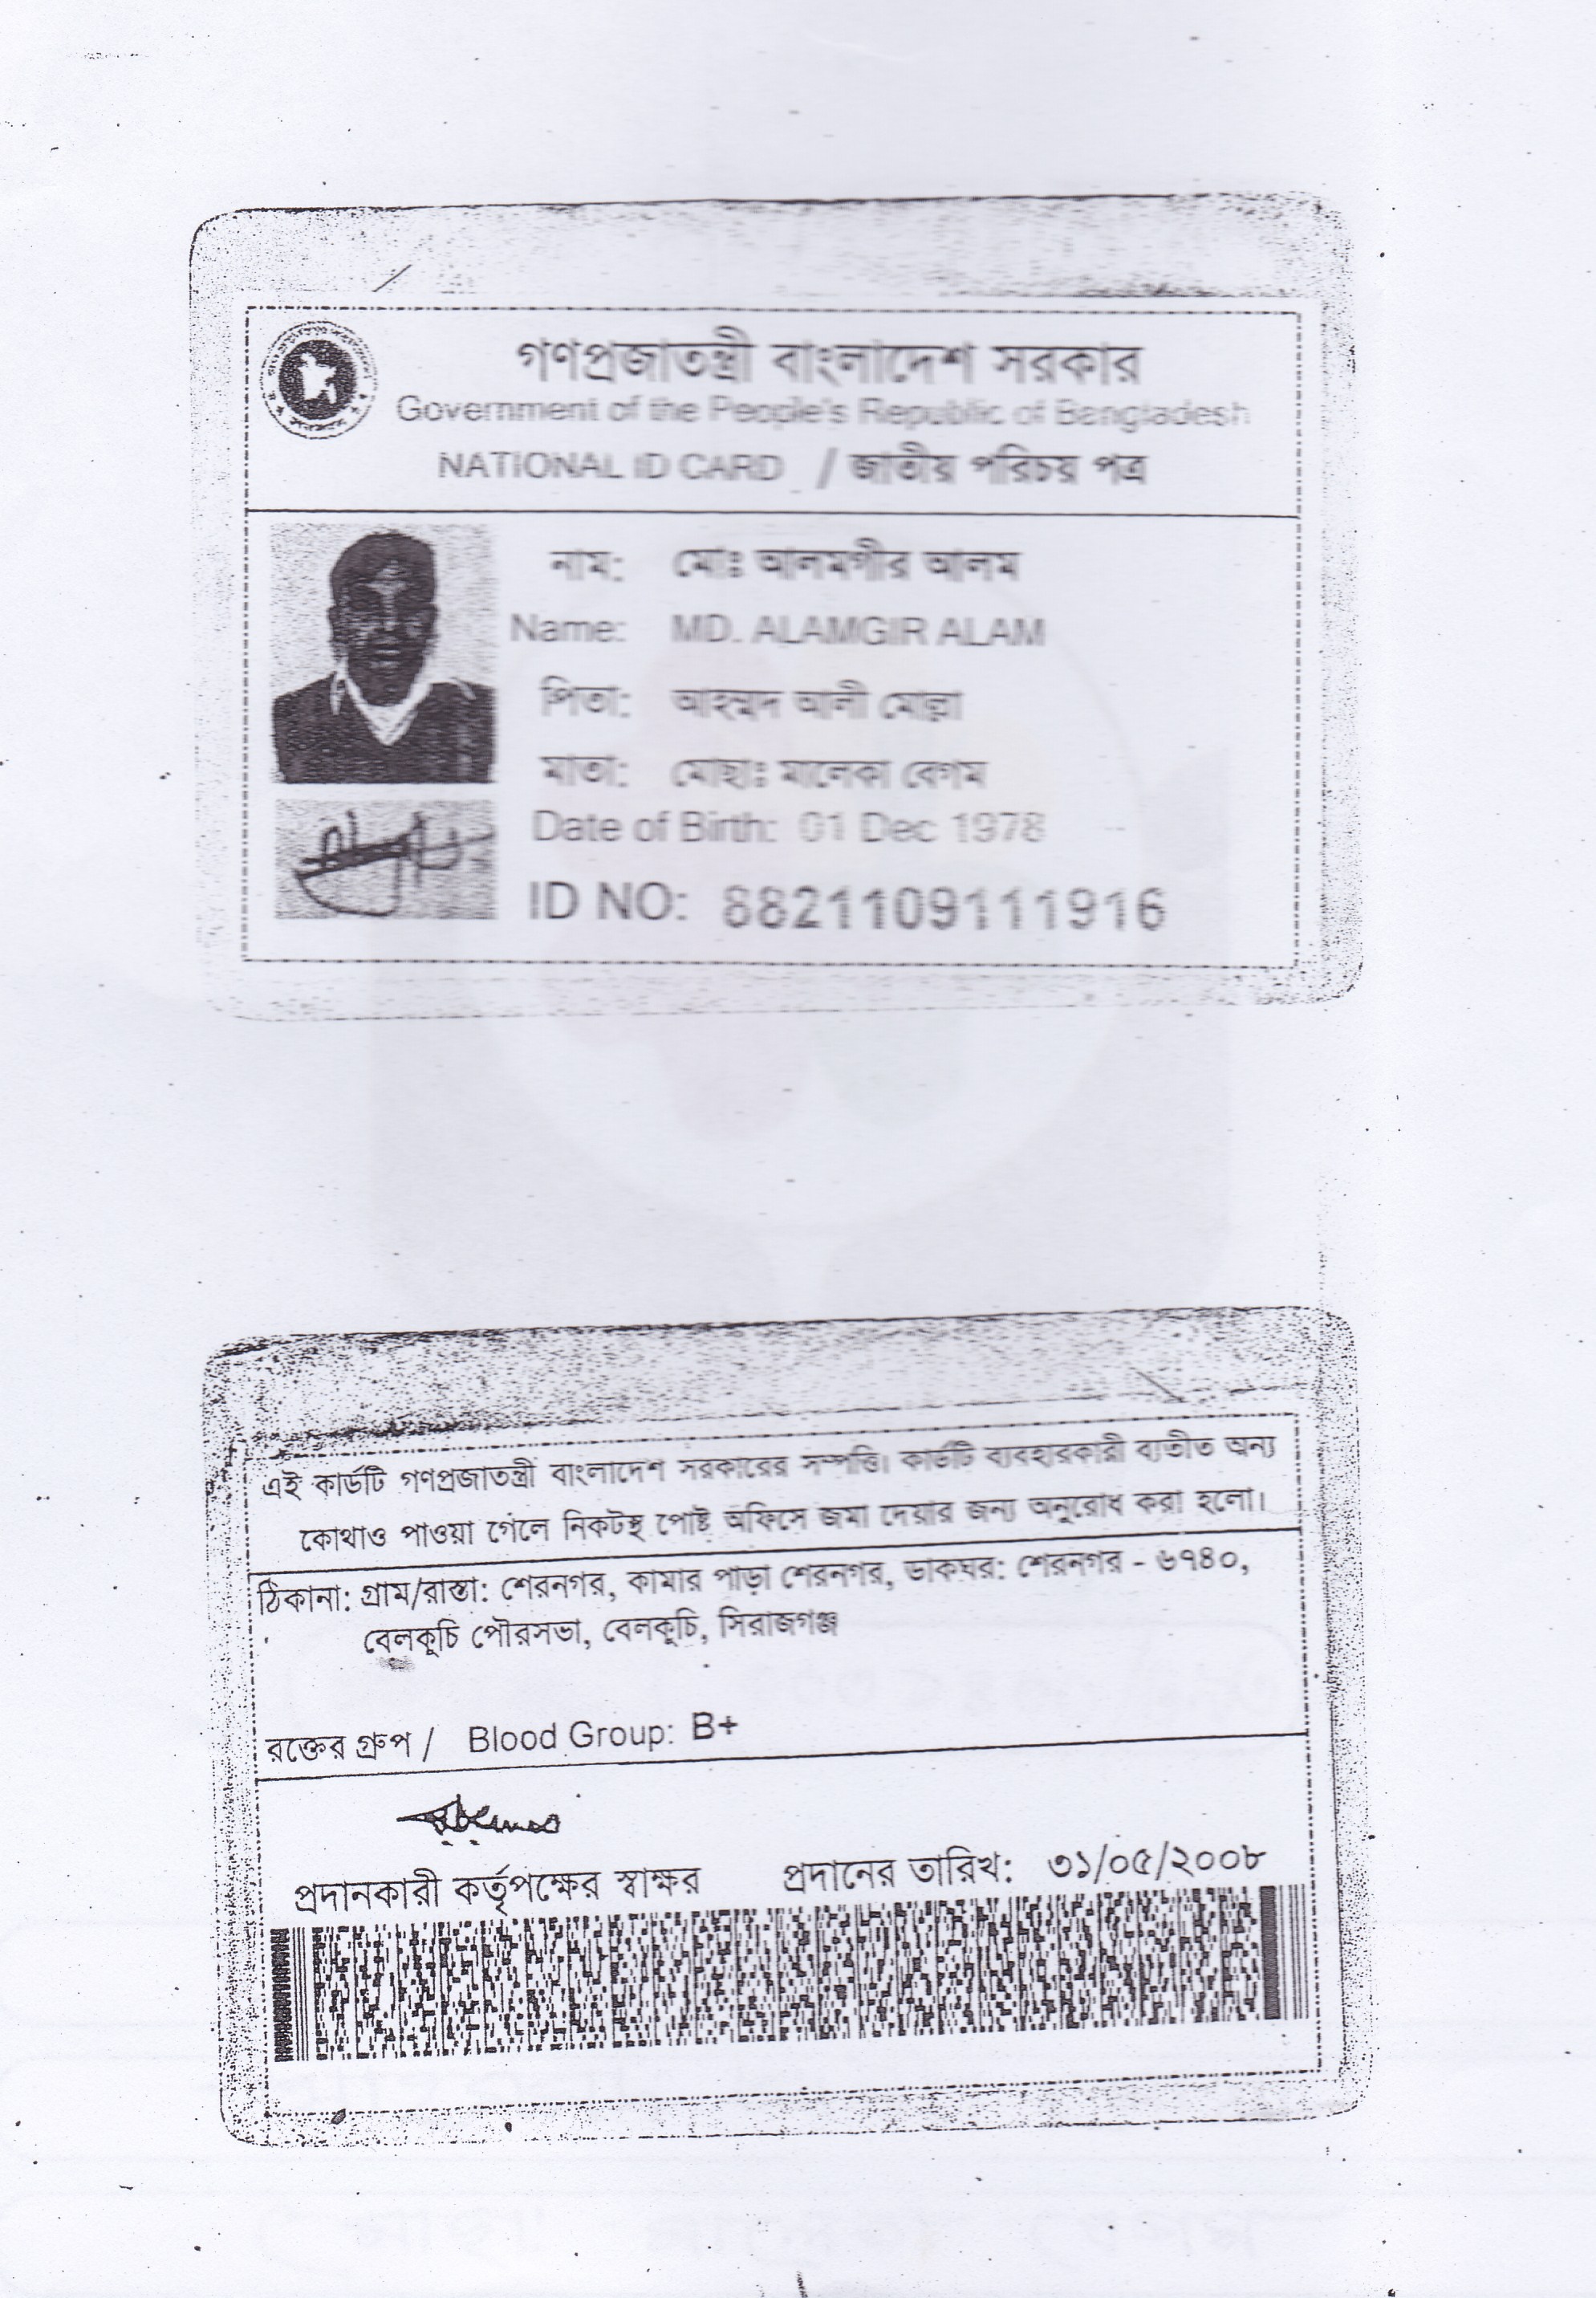 গণপ্রজাতন্ত্রী বাংলাদেশ সরকার
Government of the People's Republic of Bangladesh
NATIONAL ID CARD / জাতীয় পরিচয় পত্র
নাম: মোঃ আলমগীর আলম
Name: MD. ALAMGIR ALAM
পিতা: আহম্মদ আলী মোল্লা
মাতা: মোছাঃ মালেকা বেগম
Date of Birth: 01 Dec 1978
ID NO: 8821109111916
এই কার্ডটি গণপ্রজাতন্ত্রী বাংলাদেশ সরকারের সম্পত্তি। কার্ডটি ব্যবহারকারী ব্যতীত অন্য
কোথাও পাওয়া গেলে নিকটস্থ পোষ্ট অফিসে জমা দেয়ার জন্য অনুরোধ করা হলো।
ঠিকানা: গ্রাম/রাস্তা: শেরনগর, কামার পাড়া শেরনগর, ডাকঘর: শেরনগর - ৬৭৪০,
বেলকুচি পৌরসভা, বেলকুচি, সিরাজগঞ্জ
রক্তের গ্রুপ / Blood Group: B+
প্রদানকারী কর্তৃপক্ষের স্বাক্ষর প্রদানের তারিখ: ৩১/০৫/২০০৮